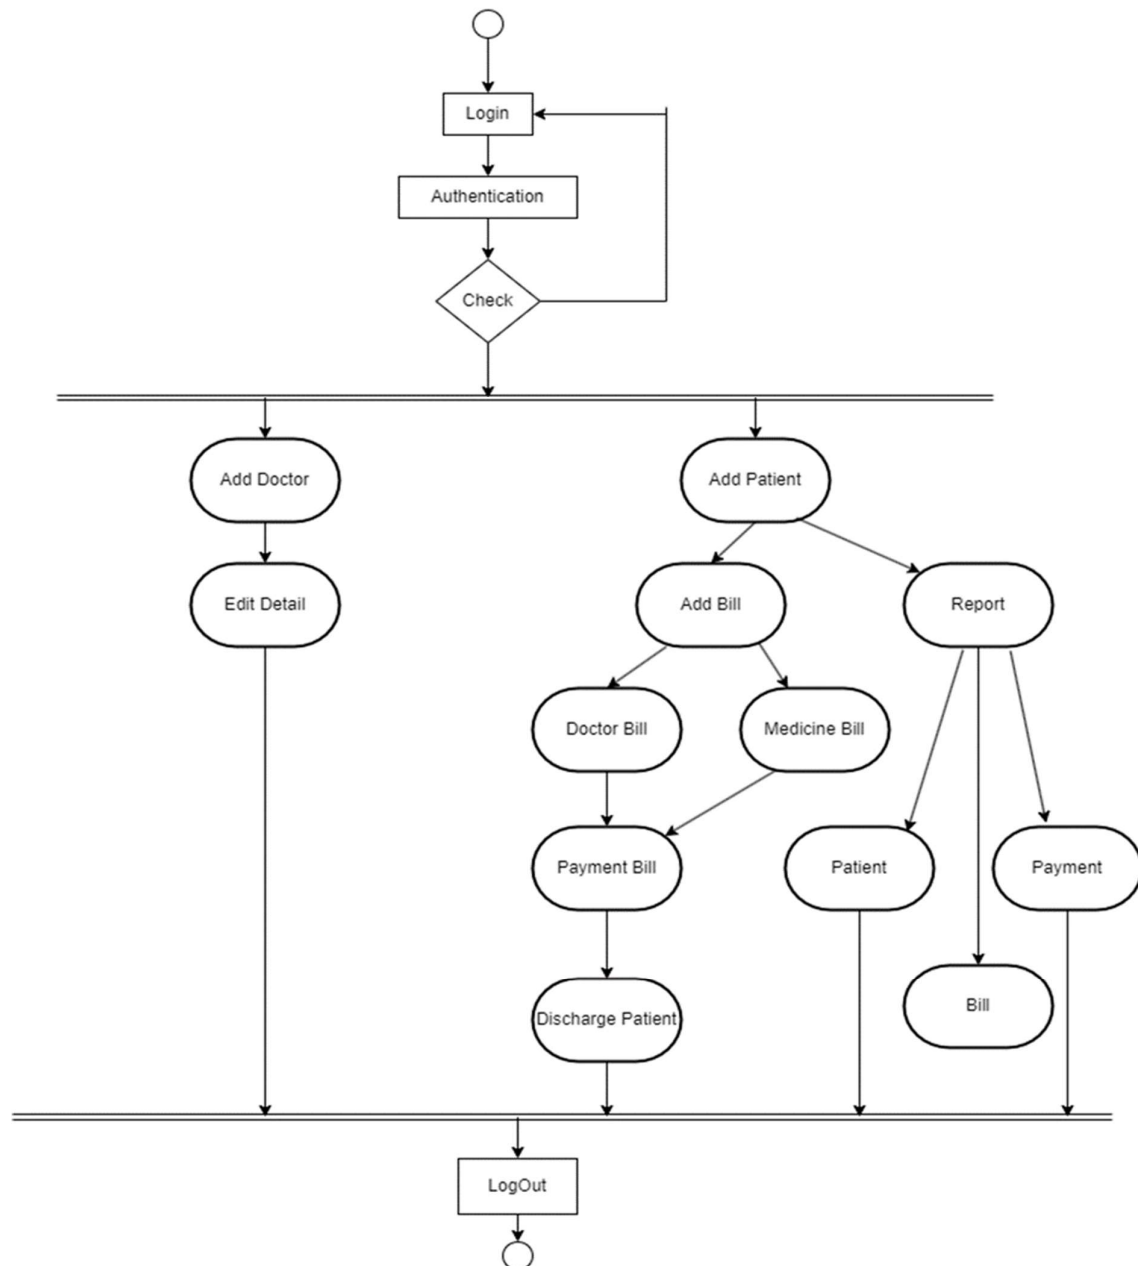 Login
Authentication
Check
Add Doctor
Add Patient
Edit Detail
Add Bill
Report
Doctor Bill
Medicine Bill
Payment Bill
Patient
Payment
Discharge Patient
Bill
LogOut